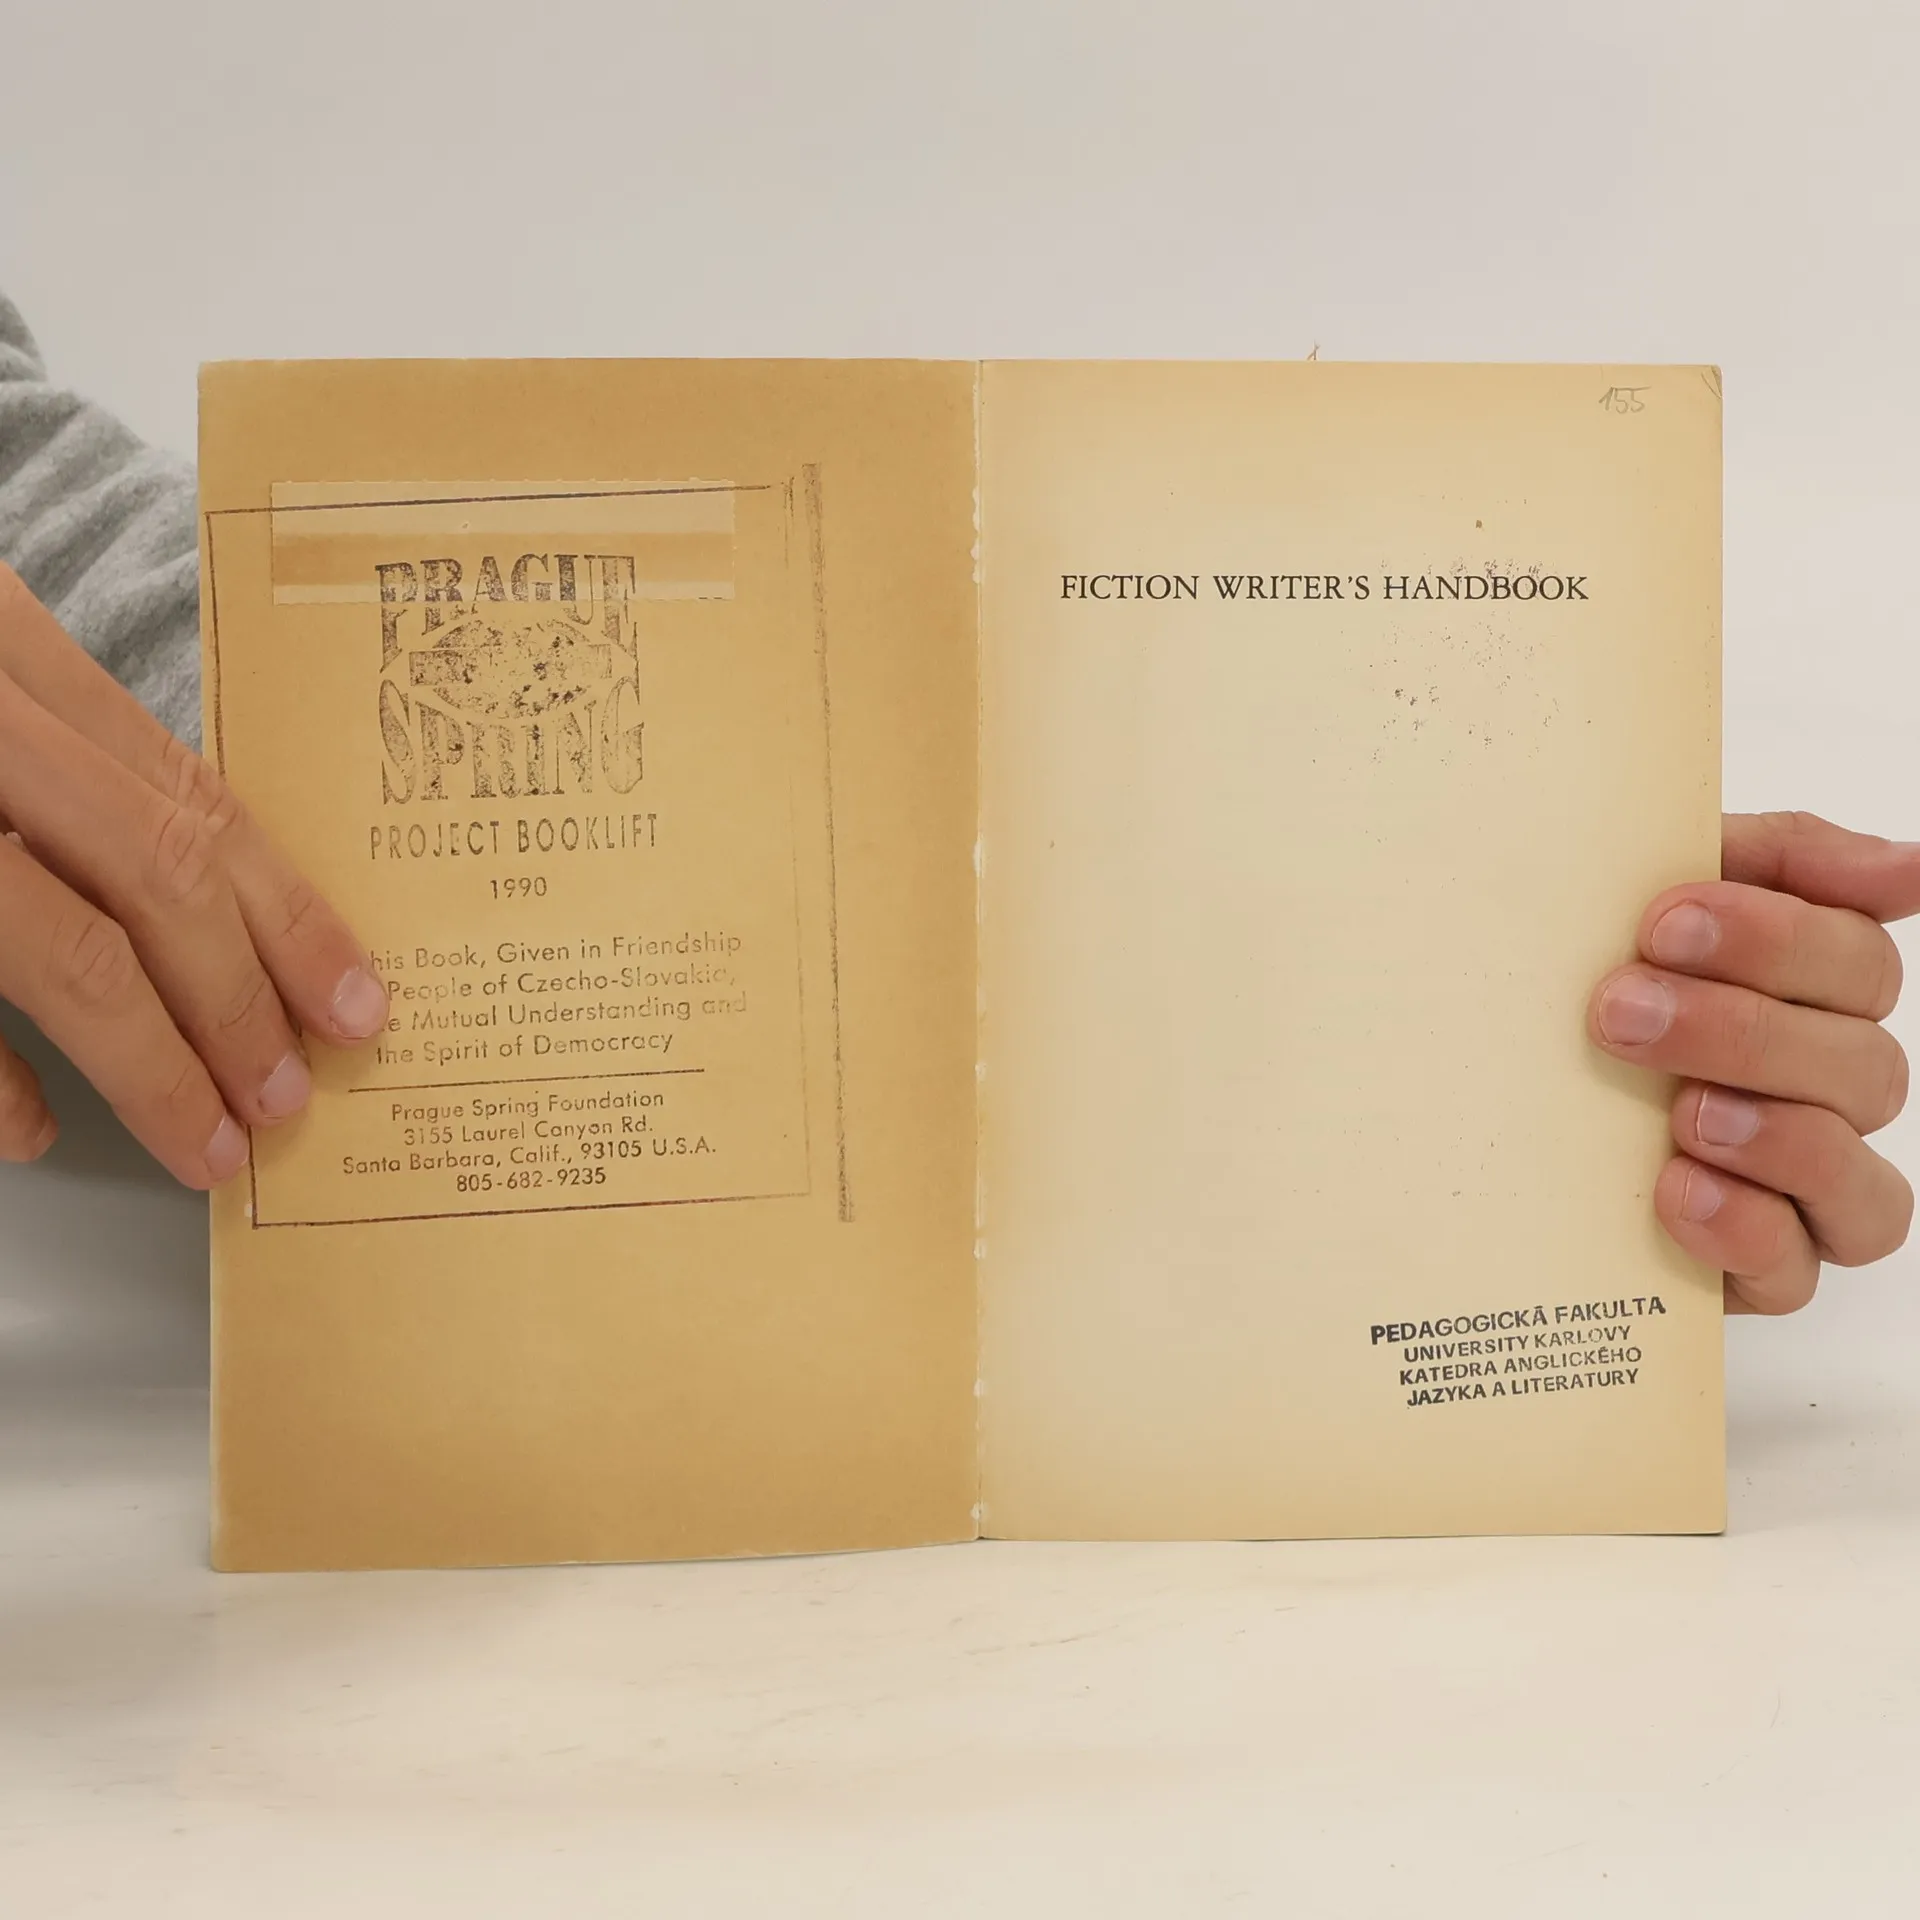 PRAGUE
SPRING
PROJECT BOOKLIFT
1990
his Book, Given in Friendship
People of Czecho-Slovakia,
e Mutual Understanding and
the Spirit of Democracy
Prague Spring Foundation
3155 Laurel Canyon Rd.
Santa Barbara, Calif., 93105 U.S.A.
805-682-9235
155
FICTION WRITER'S HANDBOOK
PEDAGOGICKÁ FAKULTA
UNIVERSITY KARLOVY
KATEDRA ANGLICKÉHO
JAZYKA A LITERATURY